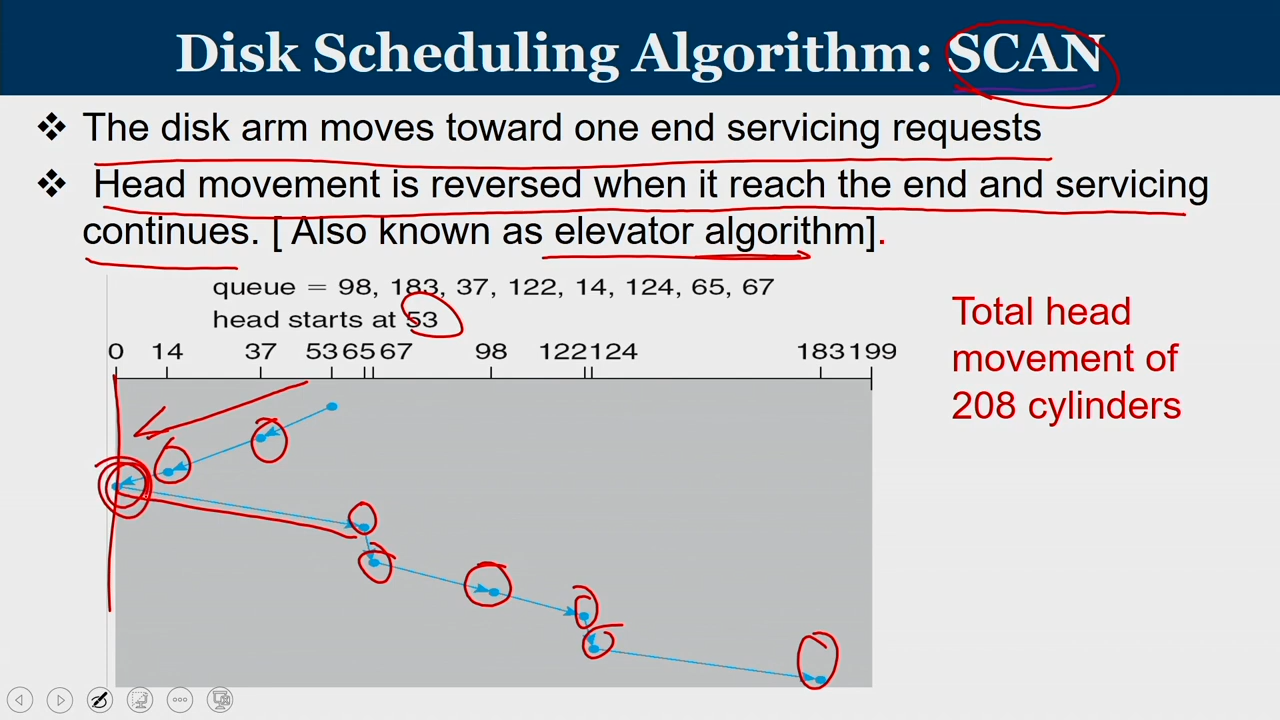 Disk Scheduling Algorithm: SCAN
❖ The disk arm moves toward one end servicing requests
❖ Head movement is reversed when it reach the end and servicing
continues. [ Also known as elevator algorithm].
queue = 98, 183, 37, 122, 14, 124, 65, 67
head starts at 53
0 14 37 53 65 67 98 122 124 183 199
Total head
movement of
208 cylinders